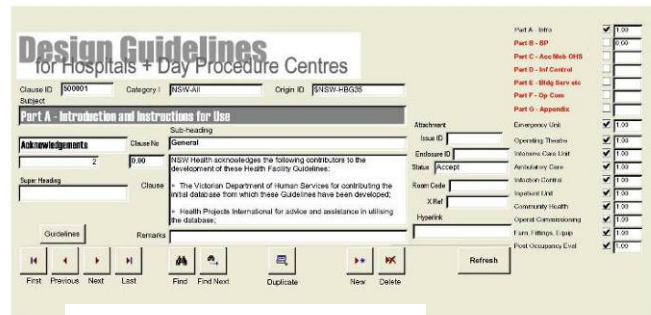 Design Guidelines
for Hospitals + Day Procedure Centres
Clause ID 500001 Category I NSW-All Origin ID $NSW-HBG35
Subject
Part A - Introduction and Instructions for Use
Sub-heading
Acknowledgements Clause No General
2 0.00
Super Heading
Clause
NSW Health acknowledges the following contributors to the
development of these Health Facility Guidelines:
+ The Victorian Department of Human Services for contributing the
initial database from which these Guidelines have been developed;
+ Health Projects International for advice and assistance in utilising
the database;
Guidelines
Remarks
Attachment
Issue ID
Enclosure ID
Status Accept
Room Code
X Ref
Hyperlink
Part A - Intro 1.00
Part B - BP 0.00
Part C - Acc Mob OHS
Part D - Inf Control
Part E - Bldg Serv etc
Part F - Op Com
Part G - Appendix
Emergency Unit 1.00
Operating Theatre 1.00
Intensive Care Unit 1.00
Ambulatory Care 1.00
Infection Control 1.00
Inpatient Unit 1.00
Community Health 1.00
Operat Commissioning 1.00
Furn, Fittings, Equip 1.00
Post Occupancy Eval 1.00
First Previous Next Last Find Find Next Duplicate New Delete
Refresh